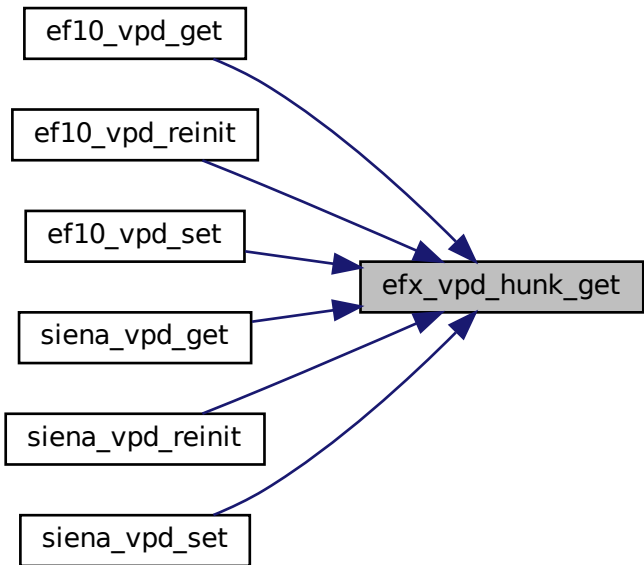 ef10_vpd_get
ef10_vpd_reinit
ef10_vpd_set
efx_vpd_hunk_get
siena_vpd_get
siena_vpd_reinit
siena_vpd_set